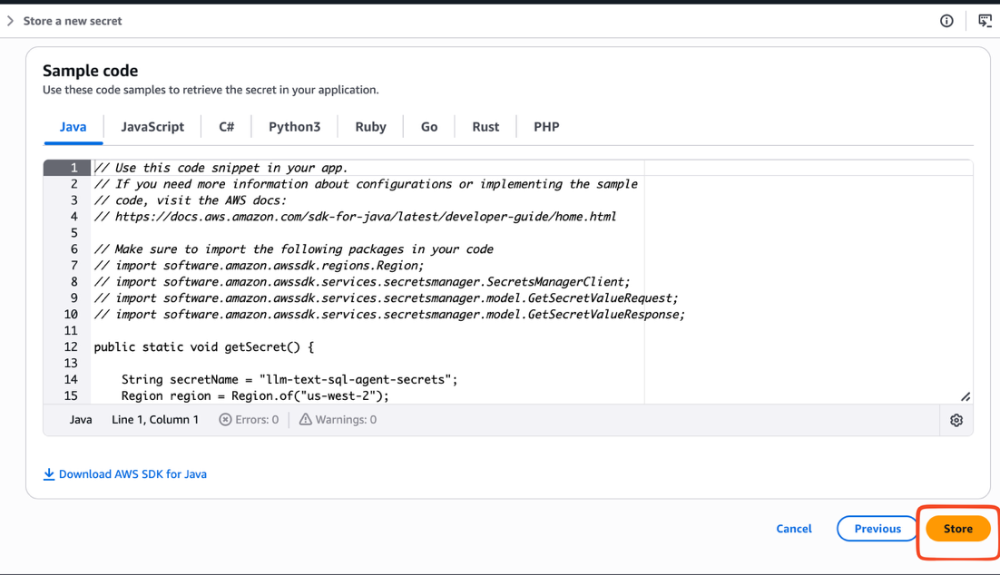 Store a new secret
Sample code
Use these code samples to retrieve the secret in your application.
Java JavaScript C# Python3 Ruby Go Rust PHP
1 // Use this code snippet in your app.
2 // If you need more information about configurations or implementing the sample
3 // code, visit the AWS docs:
4 // https://docs.aws.amazon.com/sdk-for-java/latest/developer-guide/home.html
5
6 // Make sure to import the following packages in your code
7 // import software.amazon.awssdk.regions.Region;
8 // import software.amazon.awssdk.services.secretsmanager.SecretsManagerClient;
9 // import software.amazon.awssdk.services.secretsmanager.model.GetSecretValueRequest;
10 // import software.amazon.awssdk.services.secretsmanager.model.GetSecretValueResponse;
11
12 public static void getSecret() {
13
14     String secretName = "llm-text-sql-agent-secrets";
15     Region region = Region.of("us-west-2");
Java Line 1, Column 1 Errors: 0 Warnings: 0
Download AWS SDK for Java
Cancel Previous Store